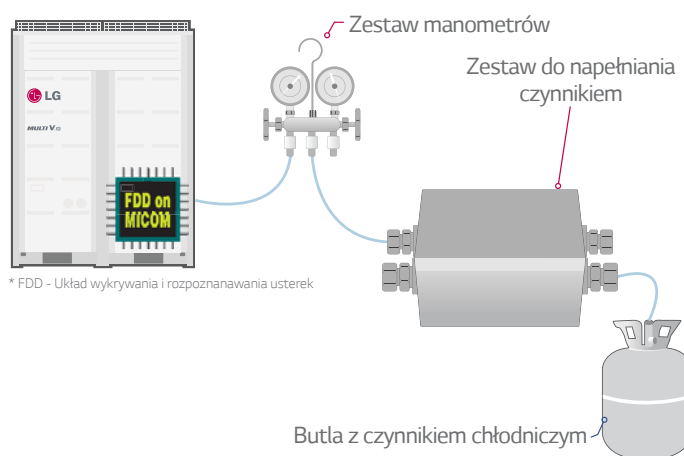 Zestaw manometrów
Zestaw do napełniania
czynnikiem
LG
MULTI V
FDD on
MICOM
* FDD - Układ wykrywania i rozpoznanawania usterek
Butla z czynnikiem chłodniczym